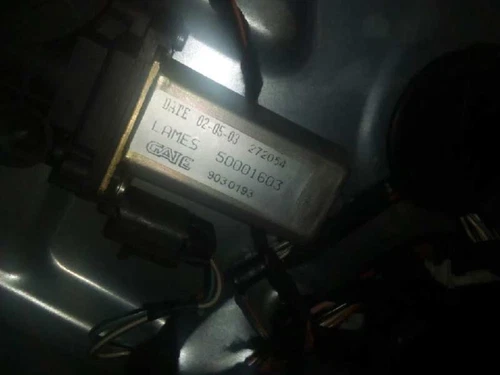 DATE 02-05-03 272054
LAMES 50001603
GATE 9030193